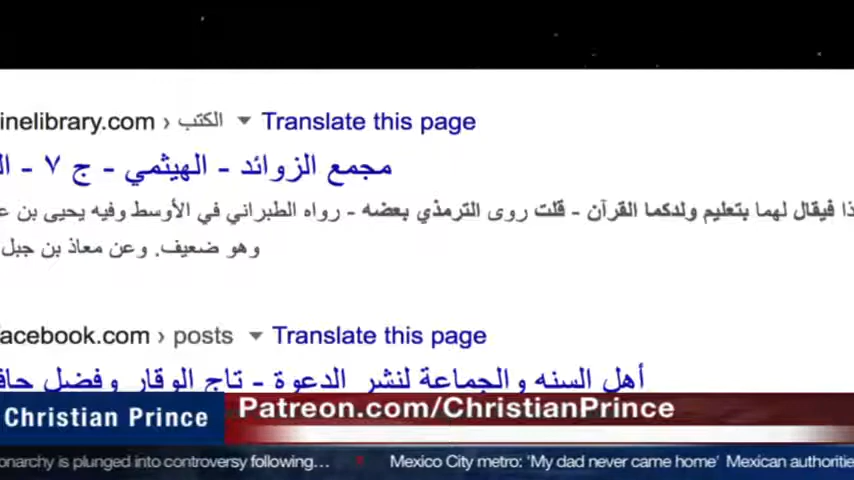 inelibrary.com › الكتب ▼ Translate this page
مجمع الزوائد - الهيثمي - ج ٧ -
ذا فيقال لهما بتعليم ولدكما القرآن - قلت روى الترمذي بعضه - رواه الطبراني في الأوسط وفيه يحيى بن
وهو ضعيف. وعن معاذ بن جبل
acebook.com › posts ▼ Translate this page
أهل السنه والجماعة لنشر الدعوة - تاج الوقار وفضل
Christian Prince
Patreon.com/ChristianPrince
onarchy is plunged into controversy following... Mexico City metro: 'My dad never came home' Mexican authoritie